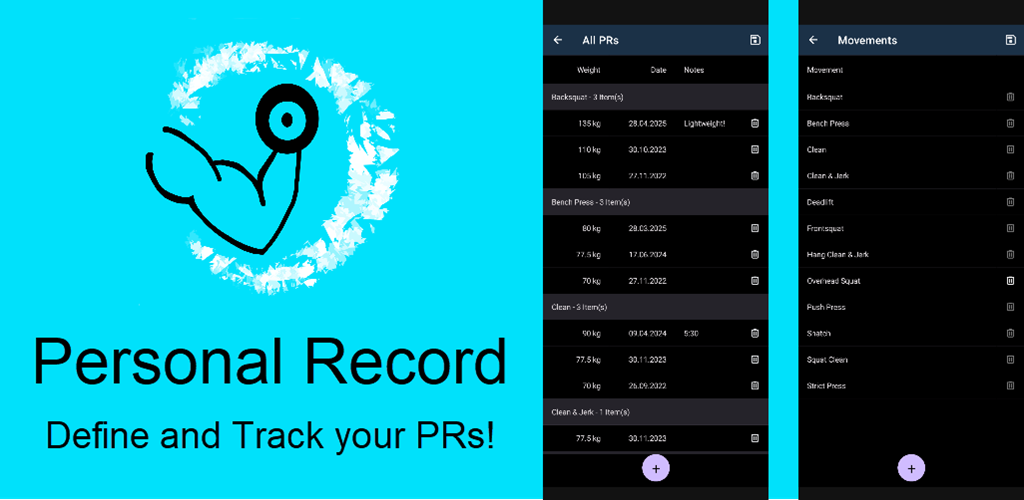 Personal Record
Define and Track your PRs!
All PRs
Weight Date Notes
Backsquat - 3 Item(s)
135 kg 28.04.2025 Lightweight!
110 kg 30.10.2023
105 kg 27.11.2022
Bench Press - 3 Item(s)
80 kg 28.03.2025
77.5 kg 17.06.2024
70 kg 27.11.2022
Clean - 3 Item(s)
90 kg 09.04.2024 5:30
77.5 kg 30.11.2023
70 kg 26.09.2022
Clean & Jerk - 1 Item(s)
77.5 kg 30.11.2023
+
Movements
Movement
Backsquat
Bench Press
Clean
Clean & Jerk
Deadlift
Frontsquat
Hang Clean & Jerk
Overhead Squat
Push Press
Snatch
Squat Clean
Strict Press
+